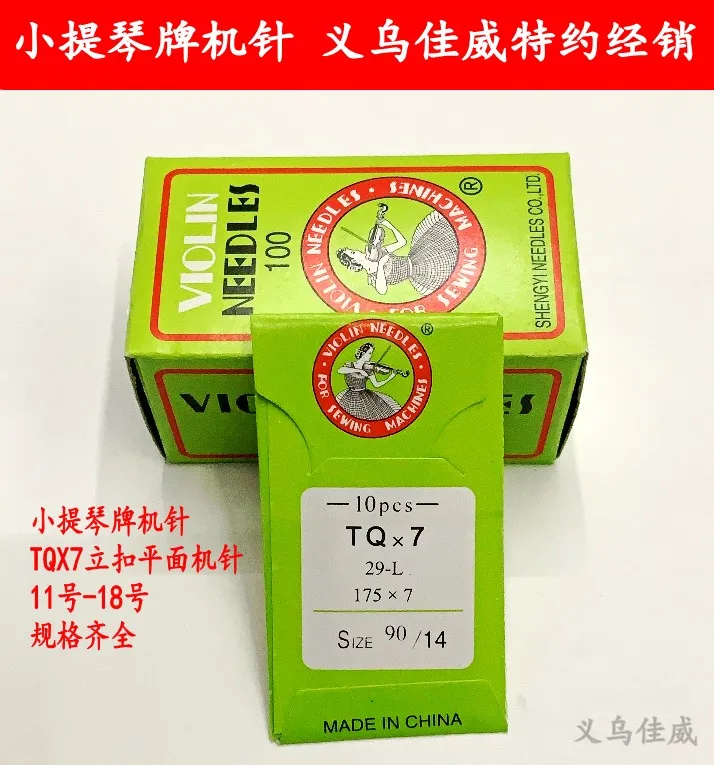 小提琴牌机针 义乌佳威特约经销
VIOLIN
NEEDLES
100
VIOLIN NEEDLES · FOR SEWING MACHINES ·
®
SHENGYI NEEDLES CO.,LTD.
VIOLIN NEEDLES
VIOLIN NEEDLES · FOR SEWING MACHINES ·
®
10pcs
TQ×7
29-L
175×7
SIZE 90/14
MADE IN CHINA
小提琴牌机针
TQX7立扣平面机针
11号-18号
规格齐全
义乌佳威